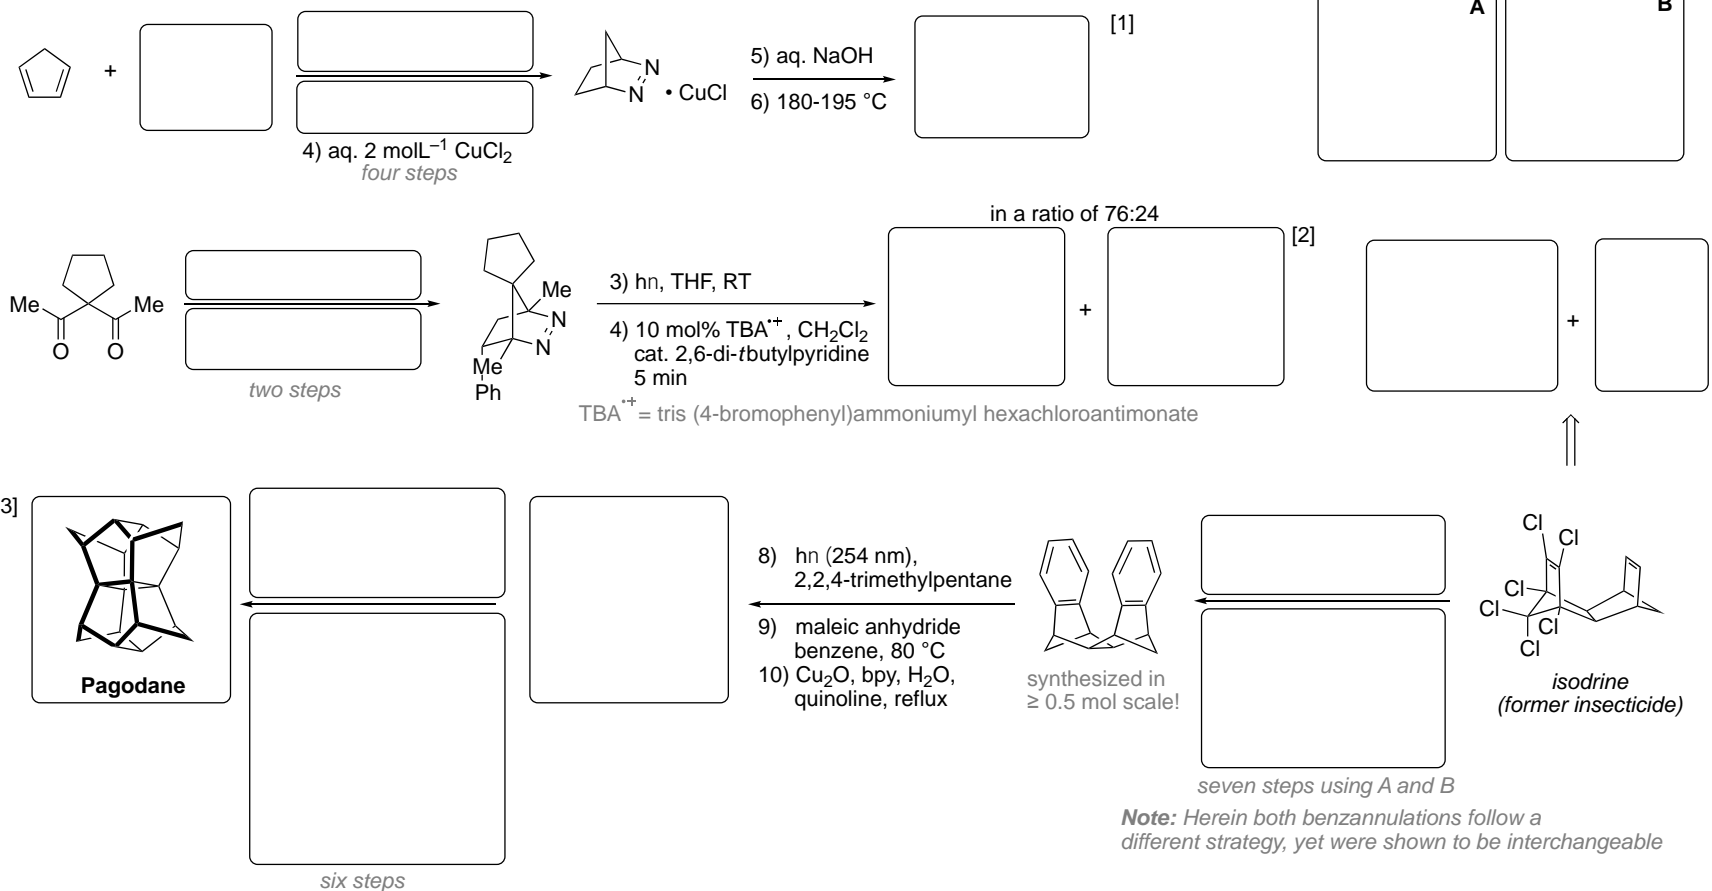 A
B
[1]
+
N
N
• CuCl
4) aq. 2 molL–1 CuCl2
four steps
5) aq. NaOH
6) 180-195 °C
in a ratio of 76:24
[2]
Me
Me
O
O
two steps
Me
N
N
Me
Ph
3) hn, THF, RT
4) 10 mol% TBA•+, CH2Cl2
cat. 2,6-di-tbutylpyridine
5 min
TBA•+= tris (4-bromophenyl)ammoniumyl hexachloroantimonate
+
+
3]
Pagodane
six steps
8) hn (254 nm),
2,2,4-trimethylpentane
9) maleic anhydride
benzene, 80 °C
10) Cu2O, bpy, H2O,
quinoline, reflux
synthesized in
≥ 0.5 mol scale!
seven steps using A and B
Note: Herein both benzannulations follow a
different strategy, yet were shown to be interchangeable
Cl
Cl
Cl
Cl
Cl
Cl
isodrine
(former insecticide)